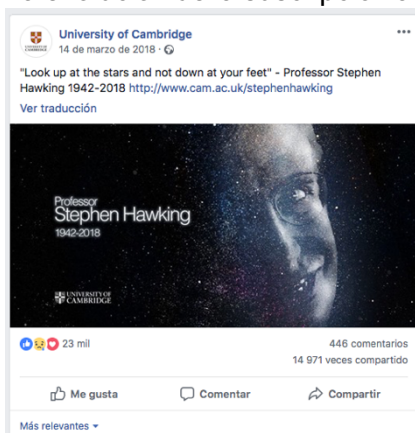 University of Cambridge
14 de marzo de 2018 ·
"Look up at the stars and not down at your feet" - Professor Stephen
Hawking 1942-2018 http://www.cam.ac.uk/stephenhawking
Ver traducción
Professor
Stephen Hawking
1942-2018
UNIVERSITY OF
CAMBRIDGE
23 mil
446 comentarios
14 971 veces compartido
Me gusta
Comentar
Compartir
Más relevantes